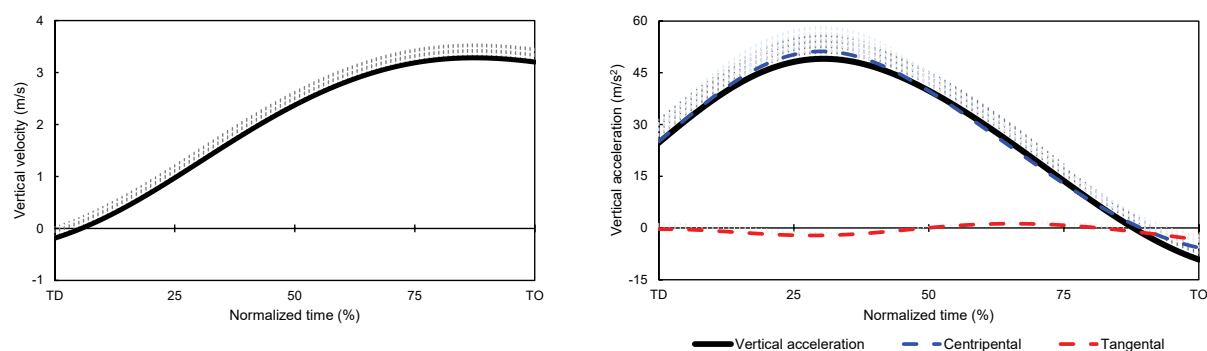 4
3
2
1
0
-1
Vertical velocity (m/s)
TD 25 50 75 TO
Normalized time (%)
60
45
30
15
0
-15
Vertical acceleration (m/s²)
TD 25 50 75 TO
Normalized time (%)
Vertical acceleration Centripental Tangental